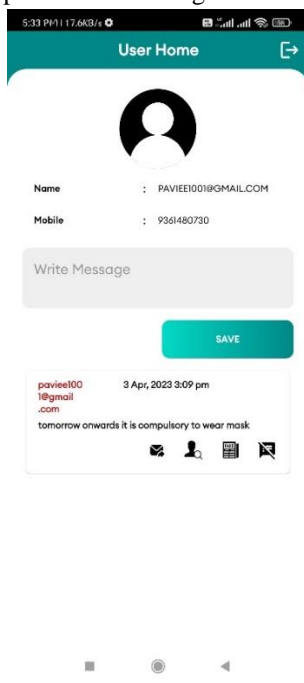 5:33 PM | 17.6KB/s
User Home
Name : PAVIEE1001@GMAIL.COM
Mobile : 9361480730
Write Message
SAVE
paviee100 3 Apr, 2023 3:09 pm
1@gmail
.com
tomorrow onwards it is compulsory to wear mask